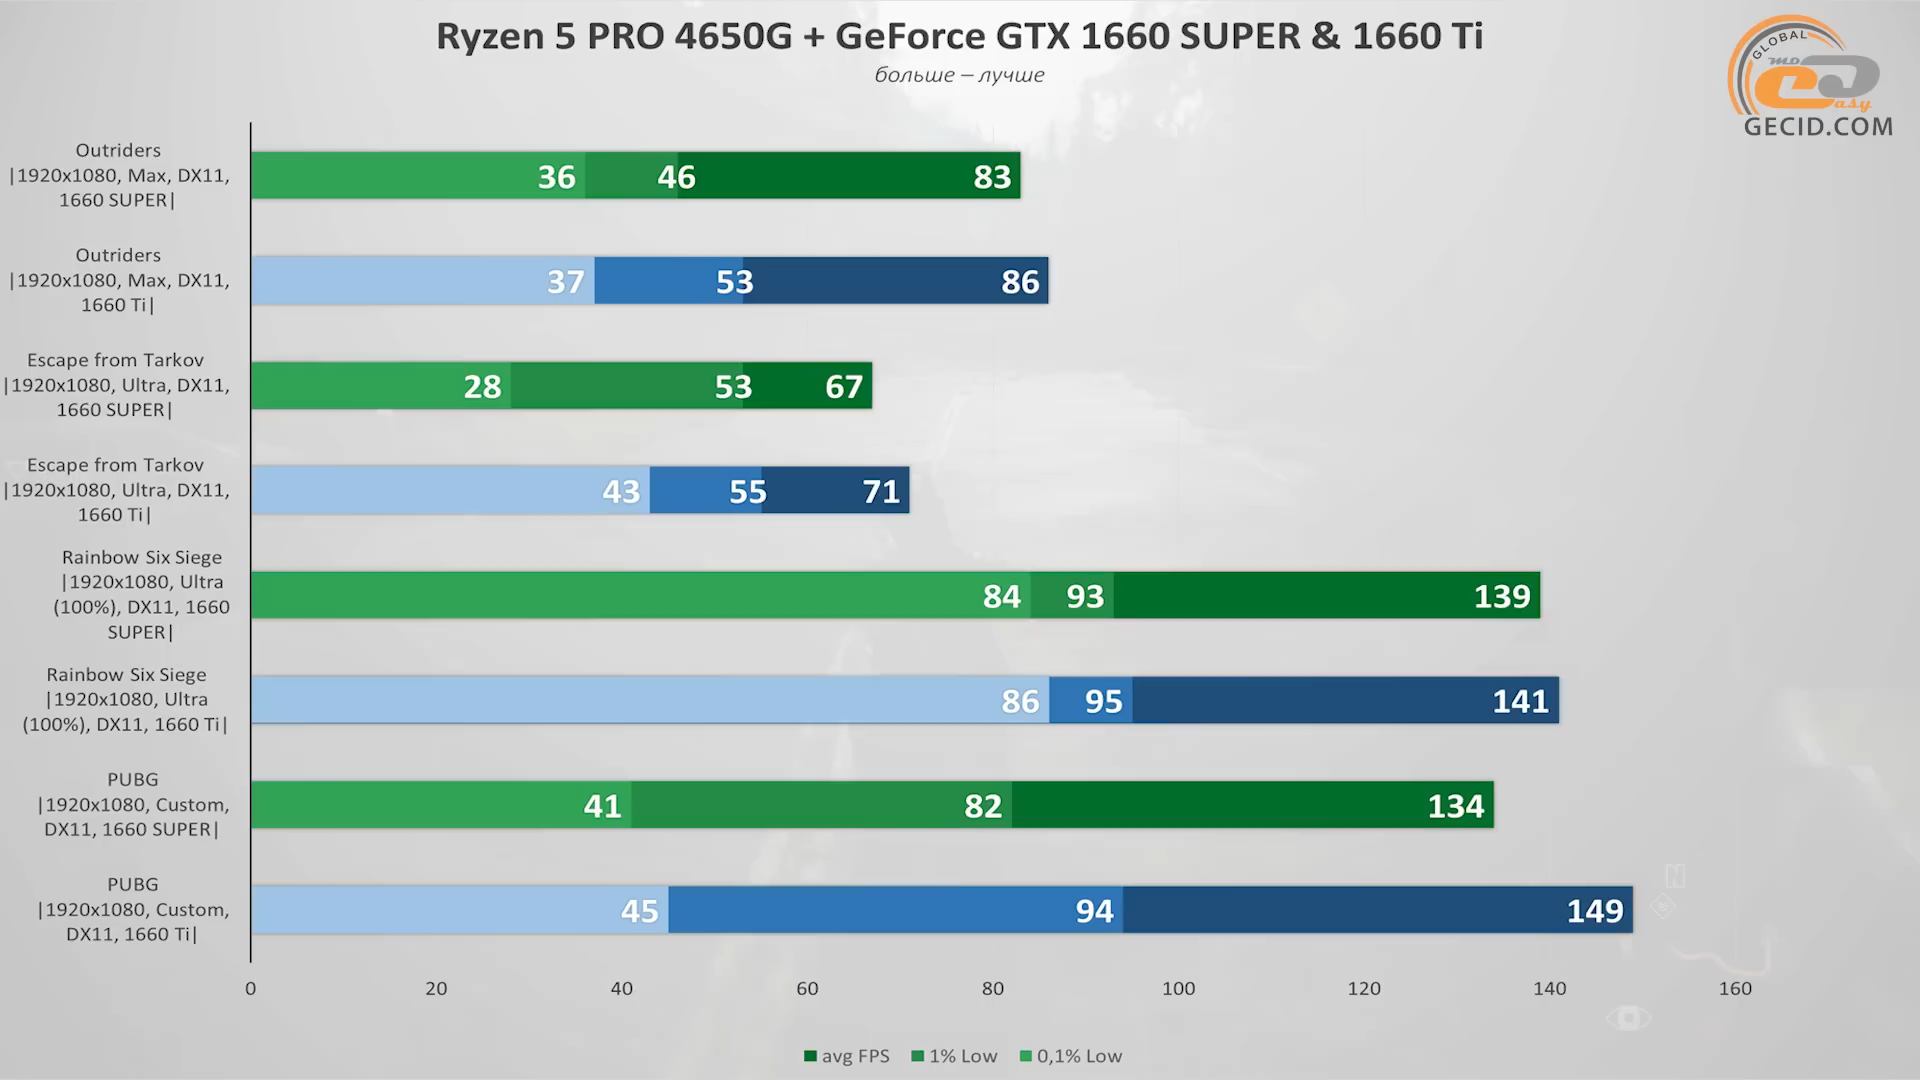 Ryzen 5 PRO 4650G + GeForce GTX 1660 SUPER & 1660 Ti
больше – лучше
GLOBAL
easy
GECID.COM
Outriders
|1920x1080, Max, DX11,
1660 SUPER|
36 46 83
Outriders
|1920x1080, Max, DX11,
1660 Ti|
37 53 86
Escape from Tarkov
|1920x1080, Ultra, DX11,
1660 SUPER|
28 53 67
Escape from Tarkov
|1920x1080, Ultra, DX11,
1660 Ti|
43 55 71
Rainbow Six Siege
|1920x1080, Ultra
(100%), DX11, 1660
SUPER|
84 93 139
Rainbow Six Siege
|1920x1080, Ultra
(100%), DX11, 1660 Ti|
86 95 141
PUBG
|1920x1080, Custom,
DX11, 1660 SUPER|
41 82 134
PUBG
|1920x1080, Custom,
DX11, 1660 Ti|
45 94 149
N
0 20 40 60 80 100 120 140 160
avg FPS 1% Low 0,1% Low